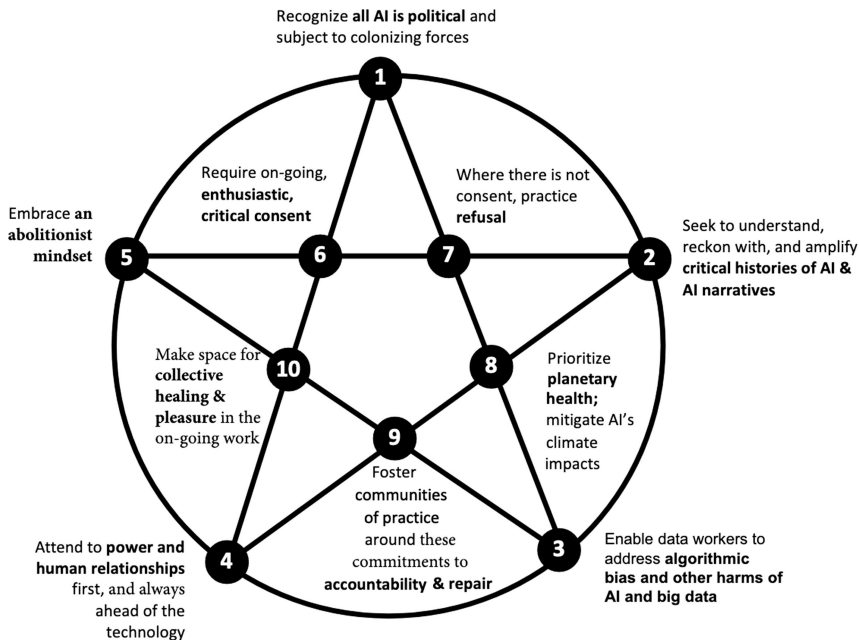 Recognize all AI is political and
subject to colonizing forces
1
Require on-going,
enthusiastic,
critical consent
Where there is not
consent, practice
refusal
Embrace an
abolitionist
mindset
5
6
7
2
Seek to understand,
reckon with, and amplify
critical histories of AI &
AI narratives
Make space for
collective
healing &
pleasure in the
on-going work
10
8
Prioritize
planetary
health;
mitigate AI's
climate
impacts
9
Foster
communities
of practice
around these
commitments to
accountability & repair
Attend to power and
human relationships
first, and always
ahead of the
technology
4
3
Enable data workers to
address algorithmic
bias and other harms of
AI and big data